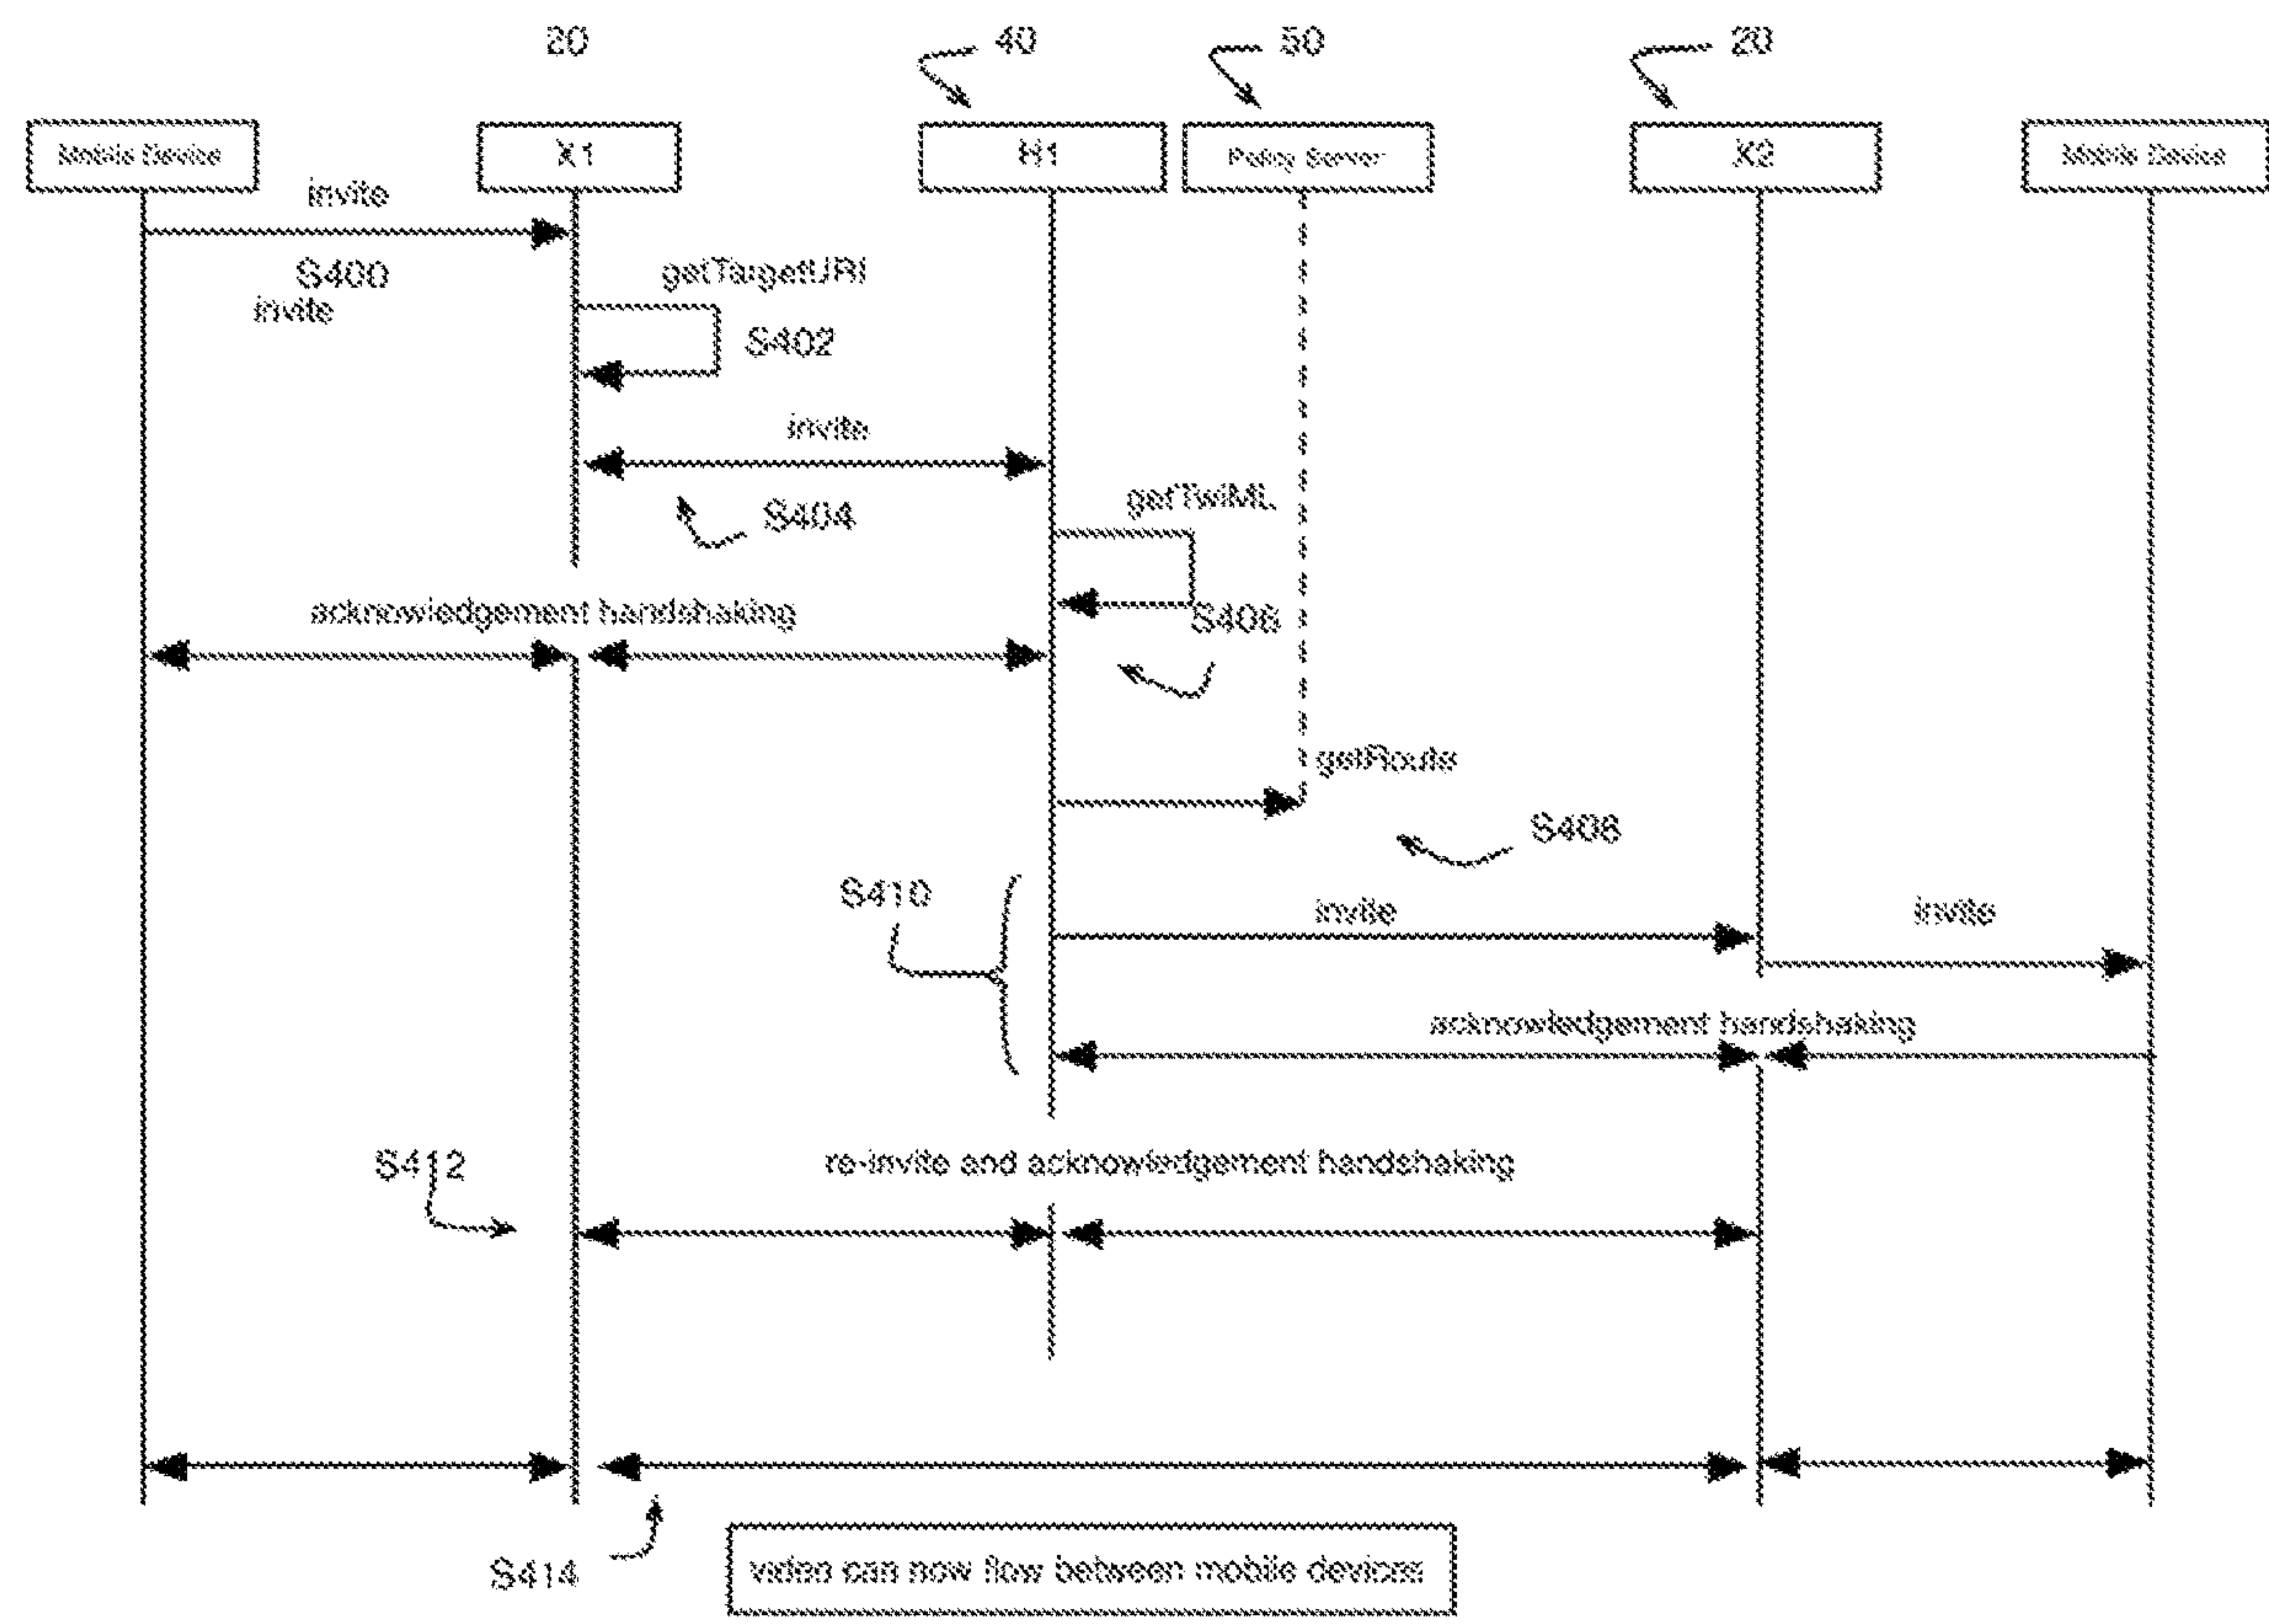 20 40 50 20
Mobile Device X1 H1 Policy Server X2 Mobile Device
invite
S400
invite
getTargetURI
S402
invite
S404
getTwiML
S406
acknowledgement handshaking
getRoute
S408
S410
invite
invite
acknowledgement handshaking
S412
re-invite and acknowledgement handshaking
S414
video can now flow between mobile devices